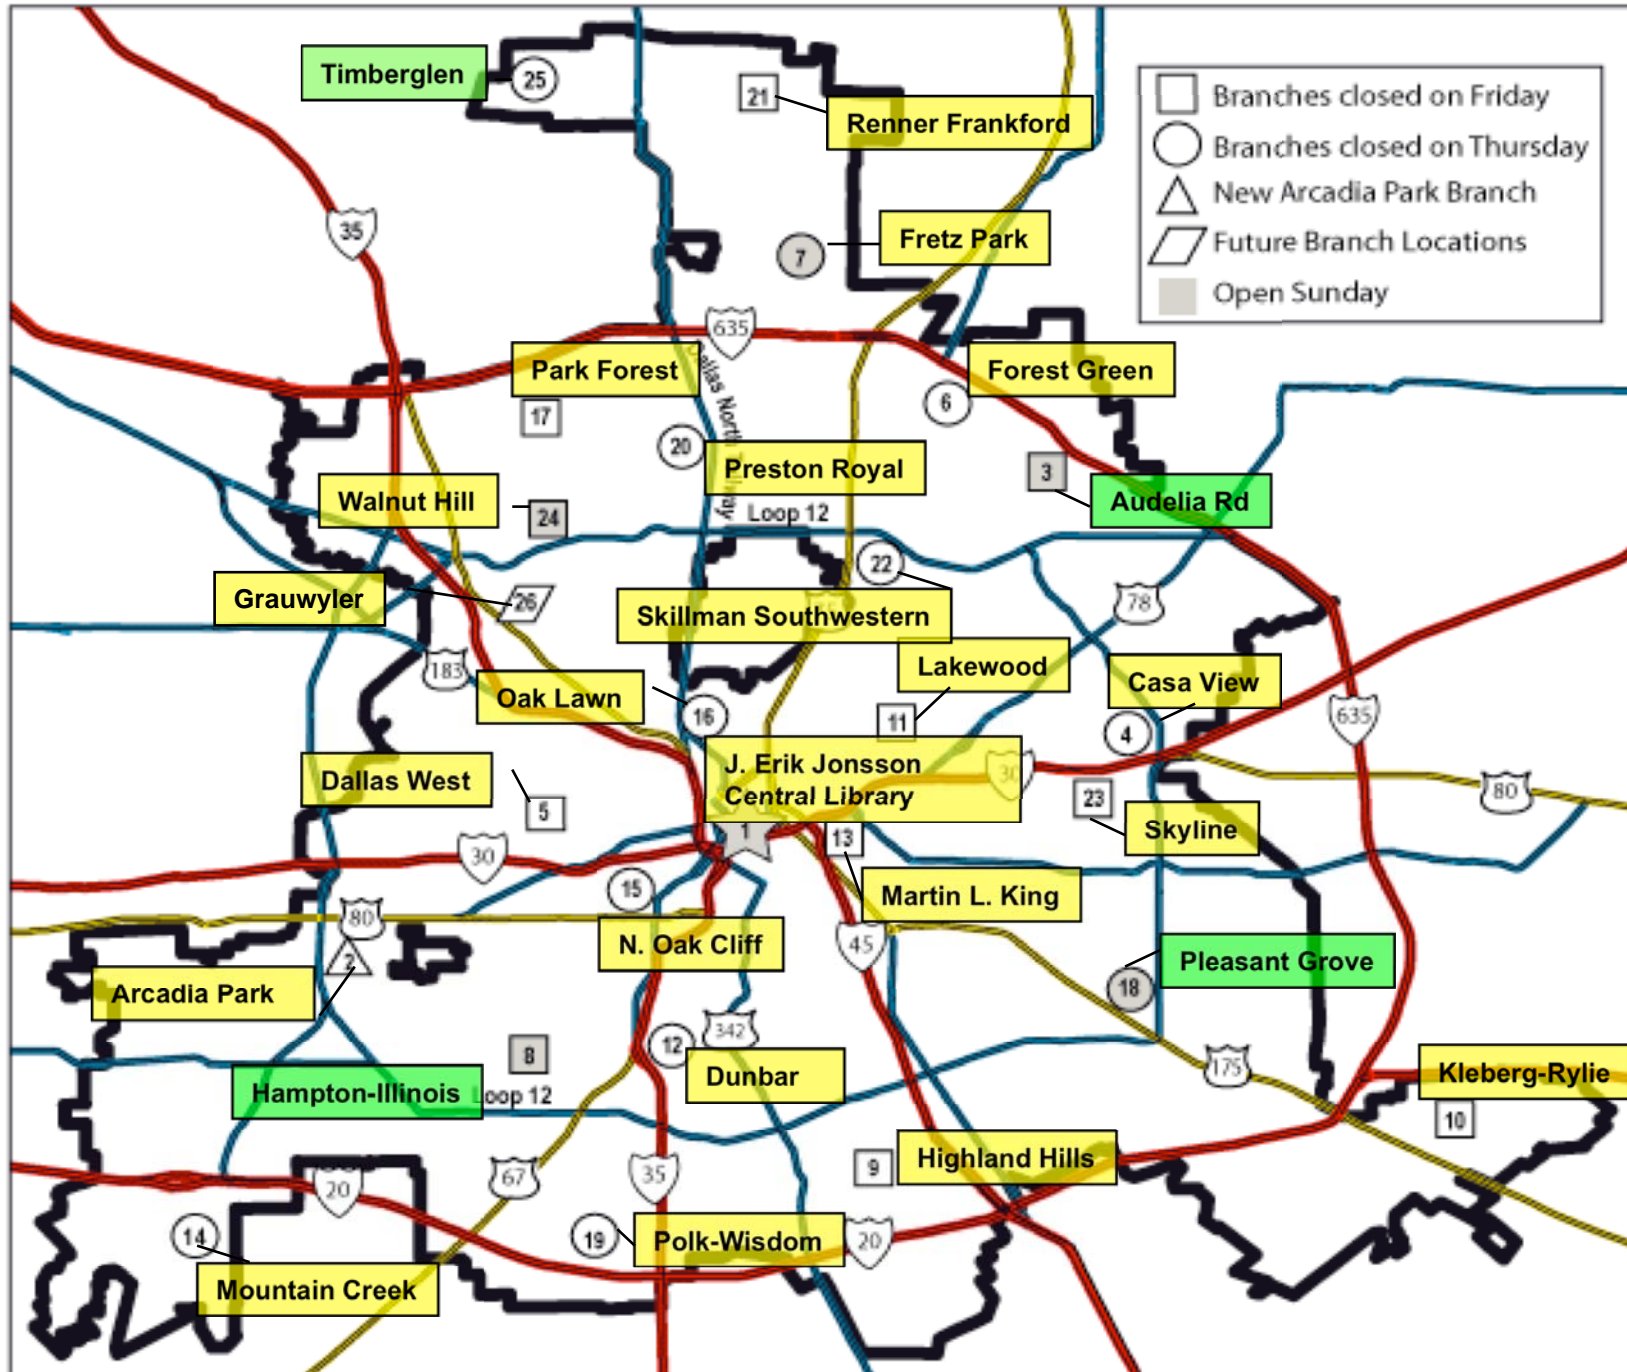 Timberglen
25
21
Renner Frankford
Branches closed on Friday
Branches closed on Thursday
New Arcadia Park Branch
Future Branch Locations
Open Sunday
35
Fretz Park
7
635
Park Forest
Forest Green
17
6
Dallas North Tollway
20
Preston Royal
3
Audelia Rd
Walnut Hill
24
Loop 12
22
Grauwyler
26
Skillman Southwestern
78
183
Lakewood
Casa View
Oak Lawn
16
11
4
635
Dallas West
5
J. Erik Jonsson
Central Library
30
23
80
Skyline
1
13
30
15
Martin L. King
80
N. Oak Cliff
45
2
Arcadia Park
Pleasant Grove
18
342
8
12
Dunbar
175
Kleberg-Rylie
Hampton-Illinois
Loop 12
10
9
Highland Hills
20
67
35
14
19
Polk-Wisdom
20
Mountain Creek